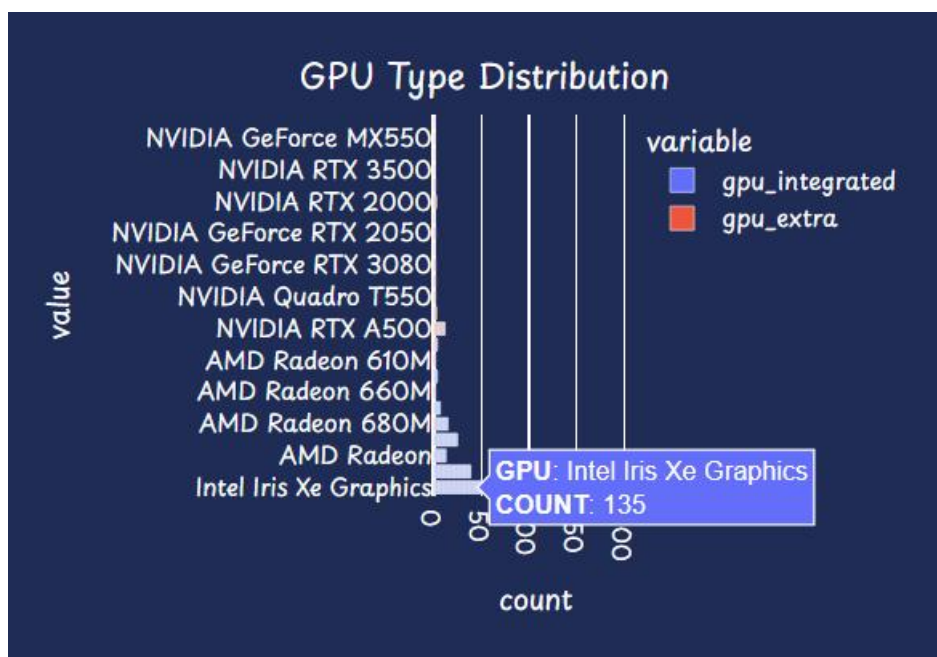 GPU Type Distribution
NVIDIA GeForce MX550
NVIDIA RTX 3500
NVIDIA RTX 2000
NVIDIA GeForce RTX 2050
NVIDIA GeForce RTX 3080
NVIDIA Quadro T550
NVIDIA RTX A500
AMD Radeon 610M
AMD Radeon 660M
AMD Radeon 680M
AMD Radeon
Intel Iris Xe Graphics
value
variable
gpu_integrated
gpu_extra
GPU: Intel Iris Xe Graphics
COUNT: 135
0
50
count